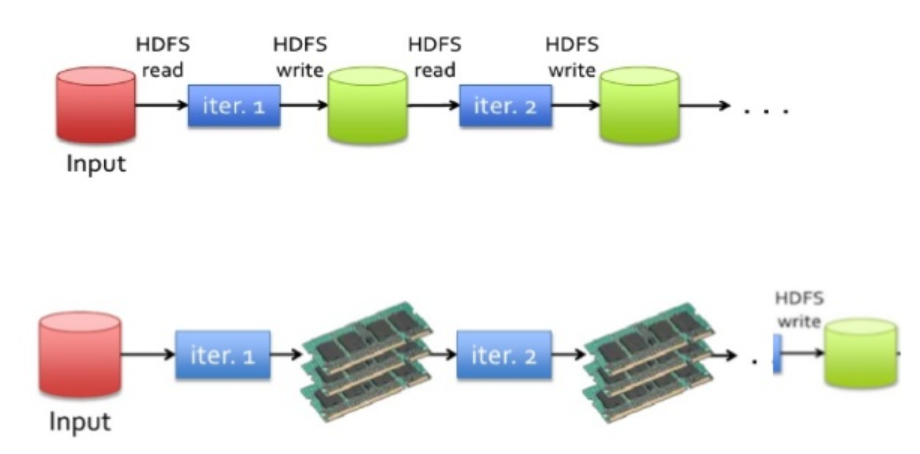 HDFS read
HDFS write
HDFS read
HDFS write
iter. 1
iter. 2
. . .
Input
HDFS write
iter. 1
iter. 2
.
Input